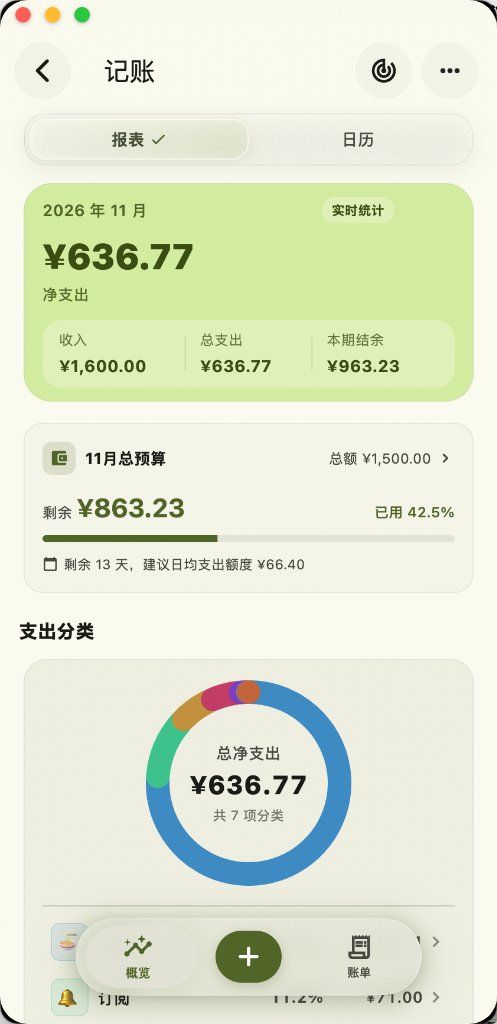 记账
报表
日历
2026 年 11 月
实时统计
¥636.77
净支出
收入
总支出
本期结余
¥1,600.00
¥636.77
¥963.23
11月总预算
总额 ¥1,500.00
剩余 ¥863.23
已用 42.5%
剩余 13 天，建议日均支出额度 ¥66.40
支出分类
总净支出
¥636.77
共 7 项分类
概览
账单
订阅
11.2%
¥71.00